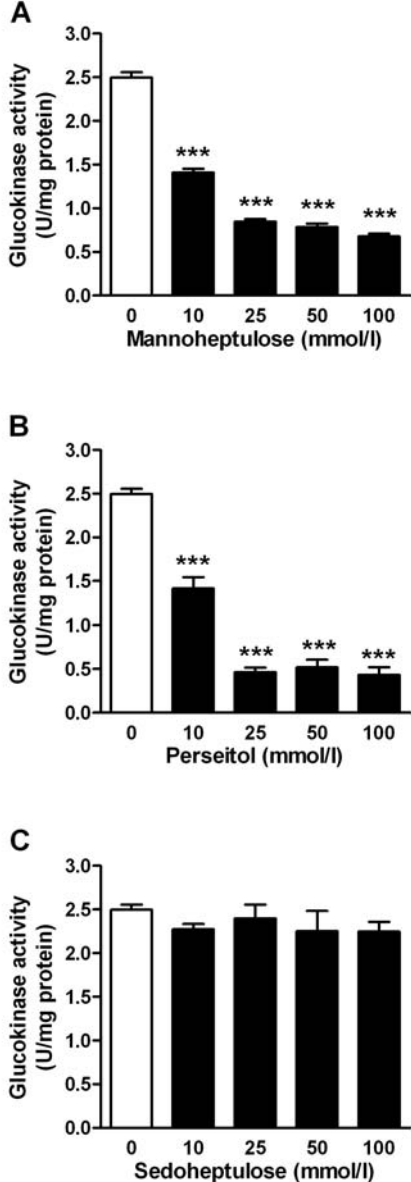 A
Glucokinase activity
(U/mg protein)
3.0
2.5
2.0
1.5
1.0
0.5
0.0
***
***
***
***
0 10 25 50 100
Mannoheptulose (mmol/l)
B
Glucokinase activity
(U/mg protein)
3.0
2.5
2.0
1.5
1.0
0.5
0.0
***
***
***
***
0 10 25 50 100
Perseitol (mmol/l)
C
Glucokinase activity
(U/mg protein)
3.0
2.5
2.0
1.5
1.0
0.5
0.0
0 10 25 50 100
Sedoheptulose (mmol/l)